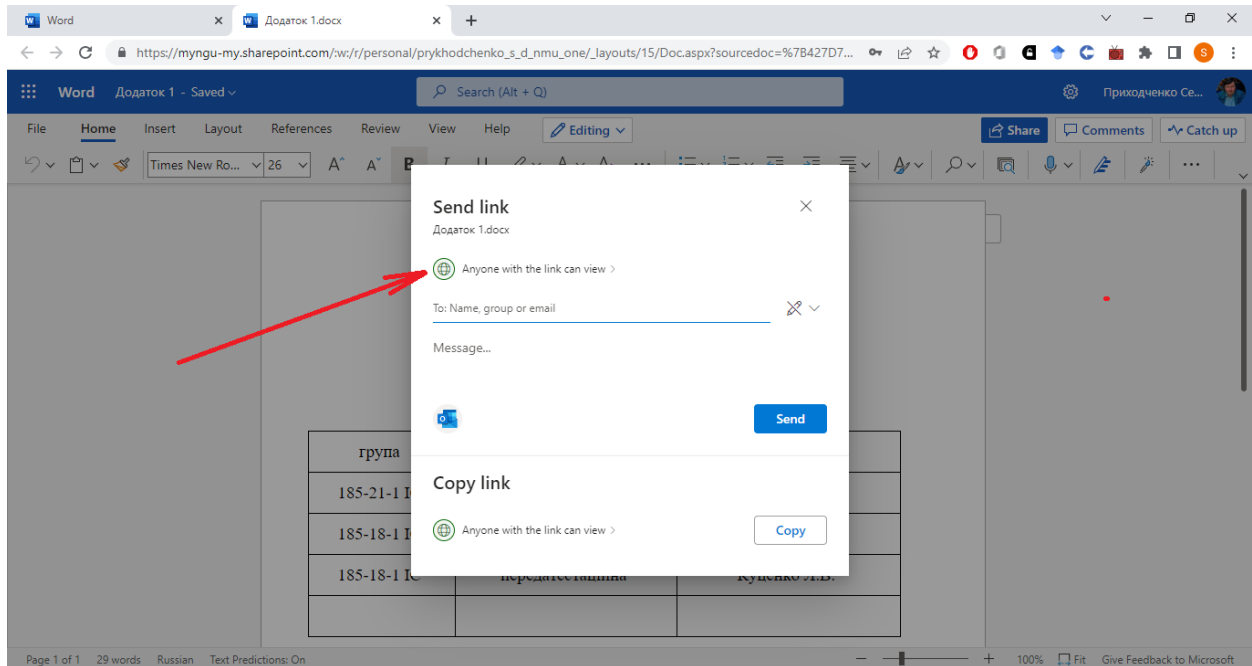 Word
Додаток 1.docx
https://myngu-my.sharepoint.com/:w:/r/personal/prykhodchenko_s_d_nmu_one/_layouts/15/Doc.aspx?sourcedoc=%7B427D7...
S
Word Додаток 1 - Saved
Search (Alt + Q)
Приходченко Се...
File Home Insert Layout References Review View Help Editing Share Comments Catch up
Times New Ro... 26 A A B
Send link
Додаток 1.docx
Anyone with the link can view
To: Name, group or email
Message...
Send
Copy link
Anyone with the link can view
Copy
група
185-21-1
185-18-1
185-18-1 ІС передатестаційна Куценко Л.В.
Page 1 of 1 29 words Russian Text Predictions: On 100% Fit Give Feedback to Microsoft